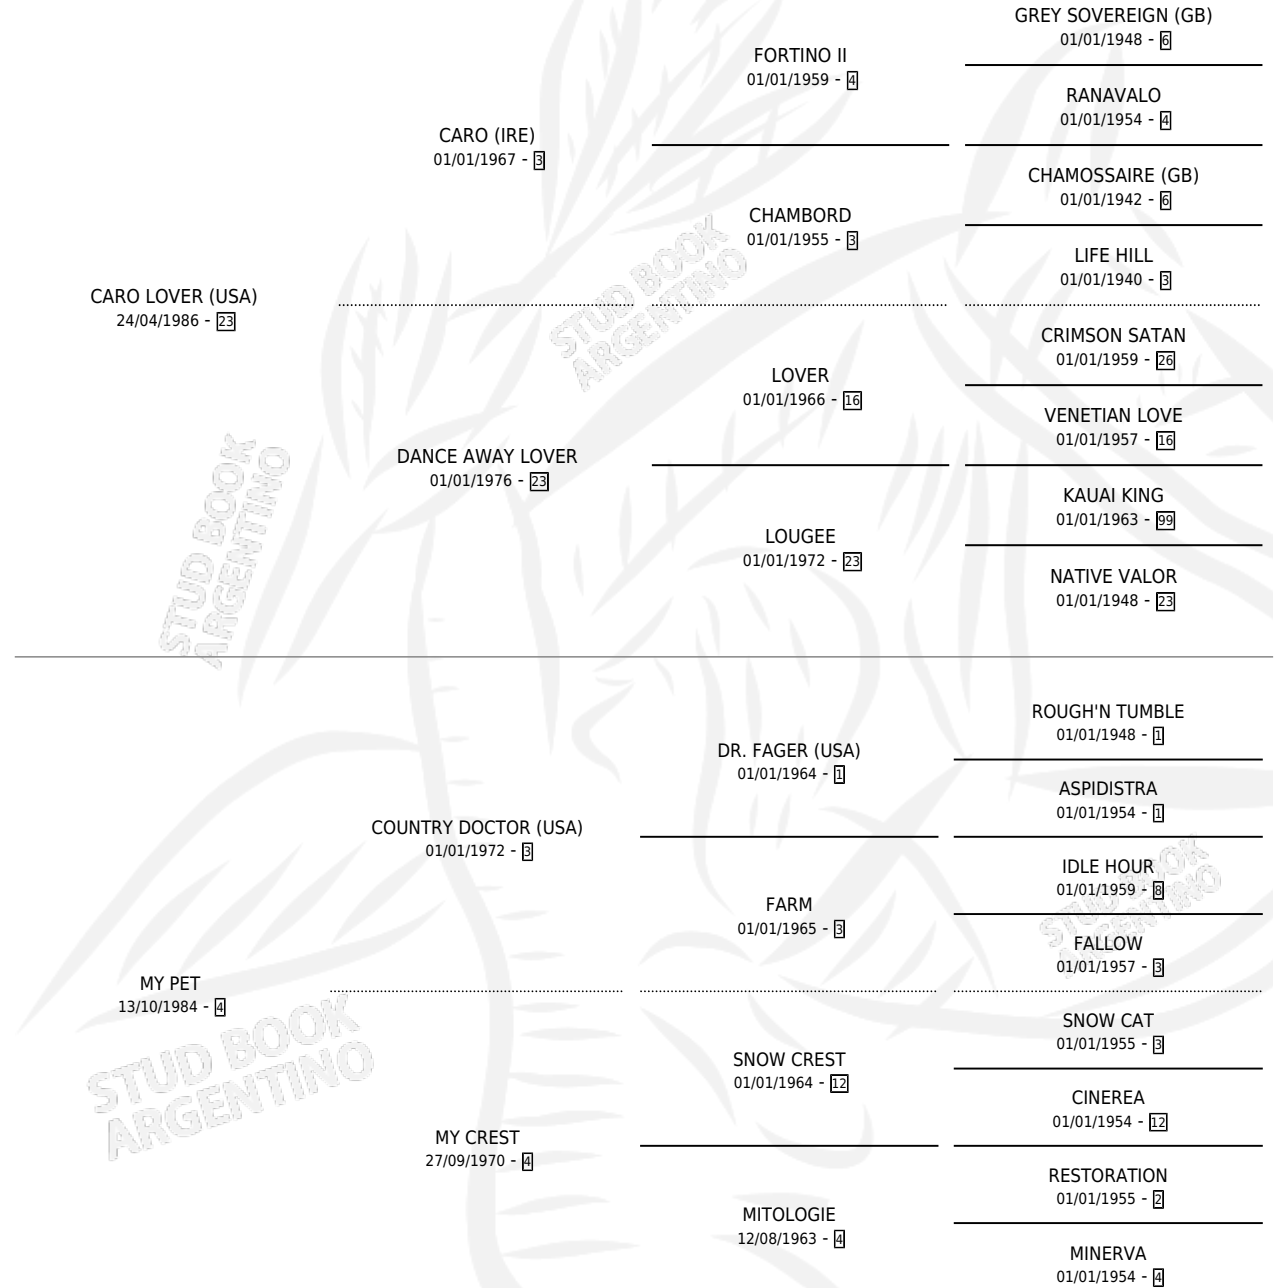 GREY SOVEREIGN (GB)
01/01/1948 - 6
FORTINO II
01/01/1959 - 4
RANAVALO
01/01/1954 - 4
CARO (IRE)
01/01/1967 - 3
CHAMOSSAIRE (GB)
01/01/1942 - 6
CHAMBORD
01/01/1955 - 3
LIFE HILL
01/01/1940 - 3
CARO LOVER (USA)
24/04/1986 - 23
CRIMSON SATAN
01/01/1959 - 26
LOVER
01/01/1966 - 16
VENETIAN LOVE
01/01/1957 - 16
DANCE AWAY LOVER
01/01/1976 - 23
KAUAI KING
01/01/1963 - 99
LOUGEE
01/01/1972 - 23
NATIVE VALOR
01/01/1948 - 23
STUD BOOK
ARGENTINO
STUD BOOK
ARGENTINO
ROUGH'N TUMBLE
01/01/1948 - 1
DR. FAGER (USA)
01/01/1964 - 1
ASPIDISTRA
01/01/1954 - 1
COUNTRY DOCTOR (USA)
01/01/1972 - 3
IDLE HOUR
01/01/1959 - 8
FARM
01/01/1965 - 3
FALLOW
01/01/1957 - 3
MY PET
13/10/1984 - 4
SNOW CAT
01/01/1955 - 3
SNOW CREST
01/01/1964 - 12
CINEREA
01/01/1954 - 12
MY CREST
27/09/1970 - 4
RESTORATION
01/01/1955 - 2
MITOLOGIE
12/08/1963 - 4
MINERVA
01/01/1954 - 4
STUD BOOK
ARGENTINO
STUD BOOK
ARGENTINO